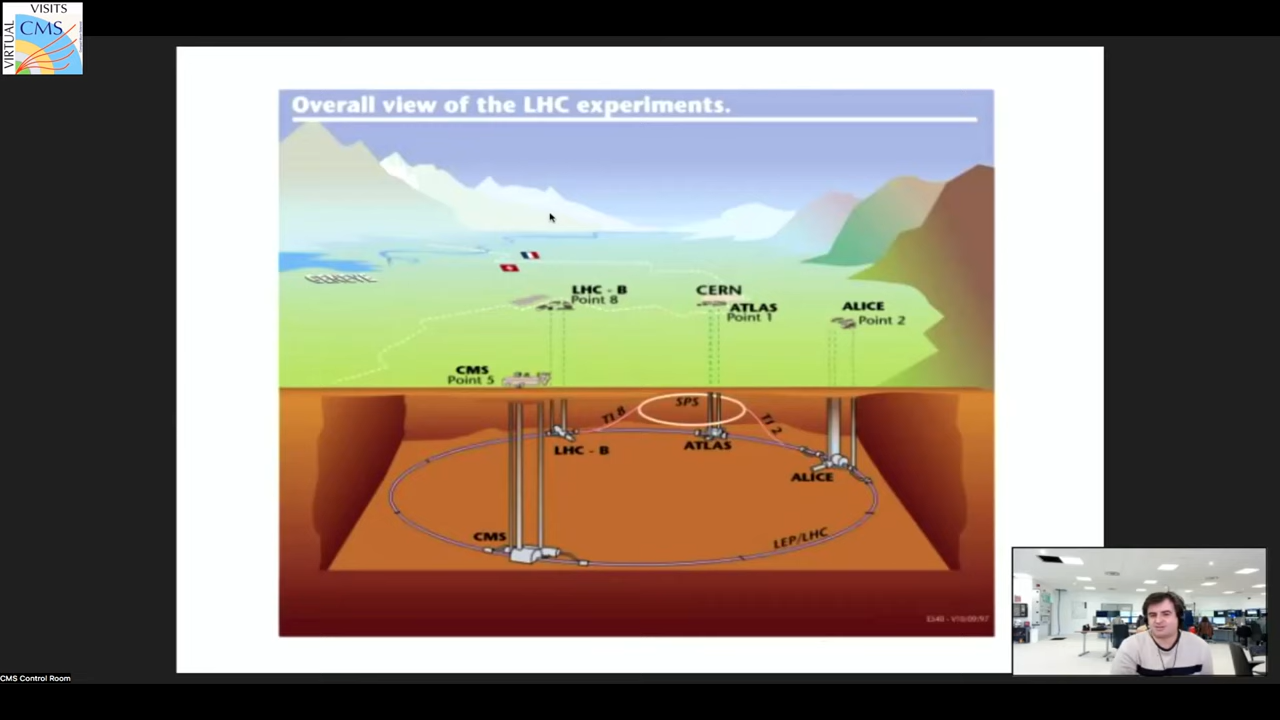 VISITS
VIRTUAL
CMS
Overall view of the LHC experiments.
GENEVE
LHC - B
Point 8
CERN
ATLAS
Point 1
ALICE
Point 2
CMS
Point 5
SPS
TI 8
TI 2
LHC - B
ATLAS
ALICE
CMS
LEP/LHC
CMS Control Room